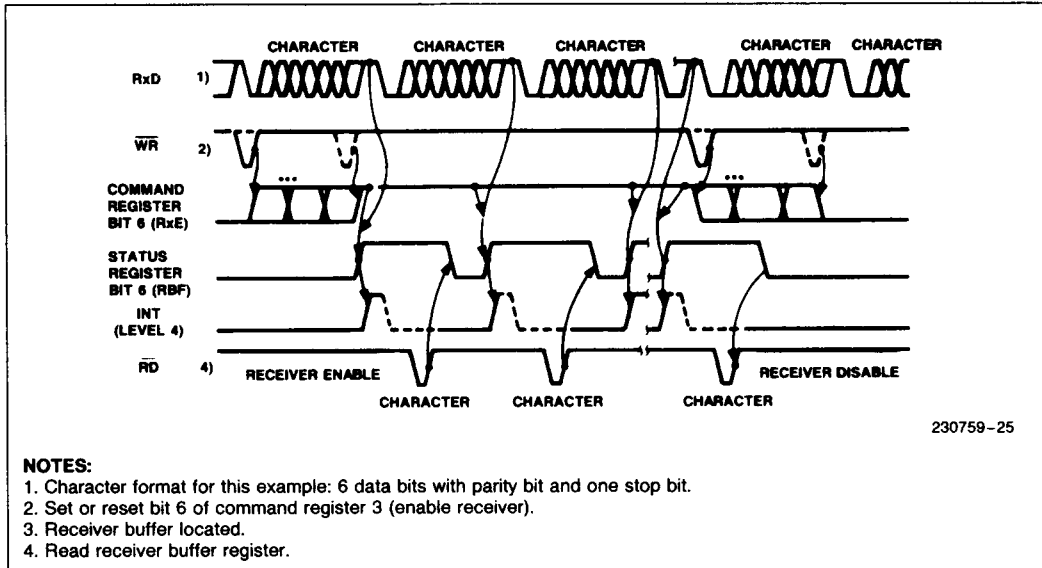 CHARACTER CHARACTER CHARACTER CHARACTER CHARACTER
RxD 1)
WR 2)
... ...
COMMAND
REGISTER
BIT 6 (RxE)
STATUS
REGISTER
BIT 6 (RBF)
INT
(LEVEL 4)
RD 4)
RECEIVER ENABLE RECEIVER DISABLE
CHARACTER CHARACTER CHARACTER
230759-25
NOTES:
1. Character format for this example: 6 data bits with parity bit and one stop bit.
2. Set or reset bit 6 of command register 3 (enable receiver).
3. Receiver buffer located.
4. Read receiver buffer register.